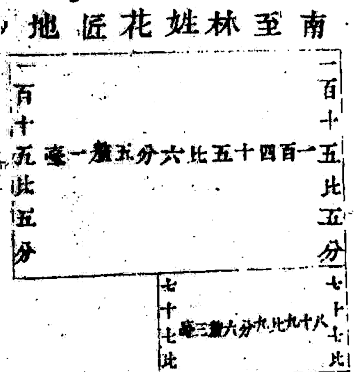 南至林姓花匠地
一百十五比五分
一百四十五比六分五釐一毫
一百十五比五分
七十七比
八十九比九分六釐三毫
七十七比